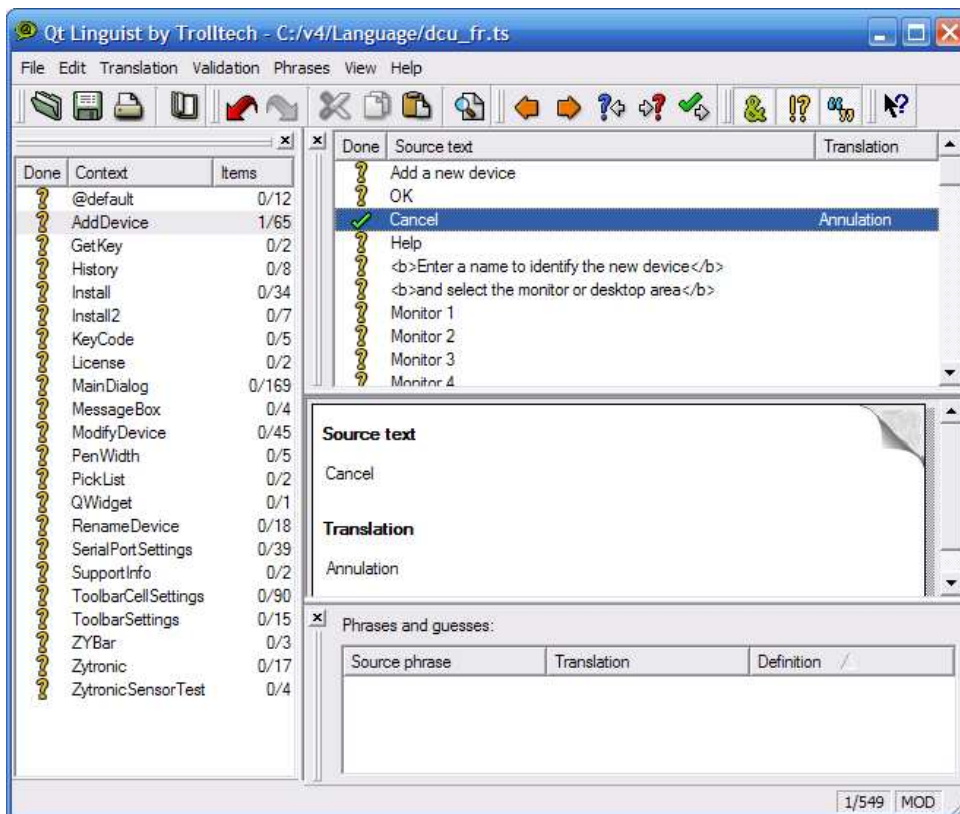 Qt Linguist by Trolltech - C:/v4/Language/dcu_fr.ts
File Edit Translation Validation Phrases View Help
Done Context Items
@default 0/12
AddDevice 1/65
GetKey 0/2
History 0/8
Install 0/34
Install2 0/7
KeyCode 0/5
License 0/2
MainDialog 0/169
MessageBox 0/4
ModifyDevice 0/45
PenWidth 0/5
PickList 0/2
QWidget 0/1
RenameDevice 0/18
SerialPortSettings 0/39
SupportInfo 0/2
ToolbarCellSettings 0/90
ToolbarSettings 0/15
ZYBar 0/3
Zytronic 0/17
ZytronicSensorTest 0/4
Done Source text Translation
Add a new device
OK
Cancel Annulation
Help
<b>Enter a name to identify the new device</b>
<b>and select the monitor or desktop area</b>
Monitor 1
Monitor 2
Monitor 3
Monitor 4
Source text
Cancel
Translation
Annulation
Phrases and guesses:
Source phrase Translation Definition
1/549 MOD